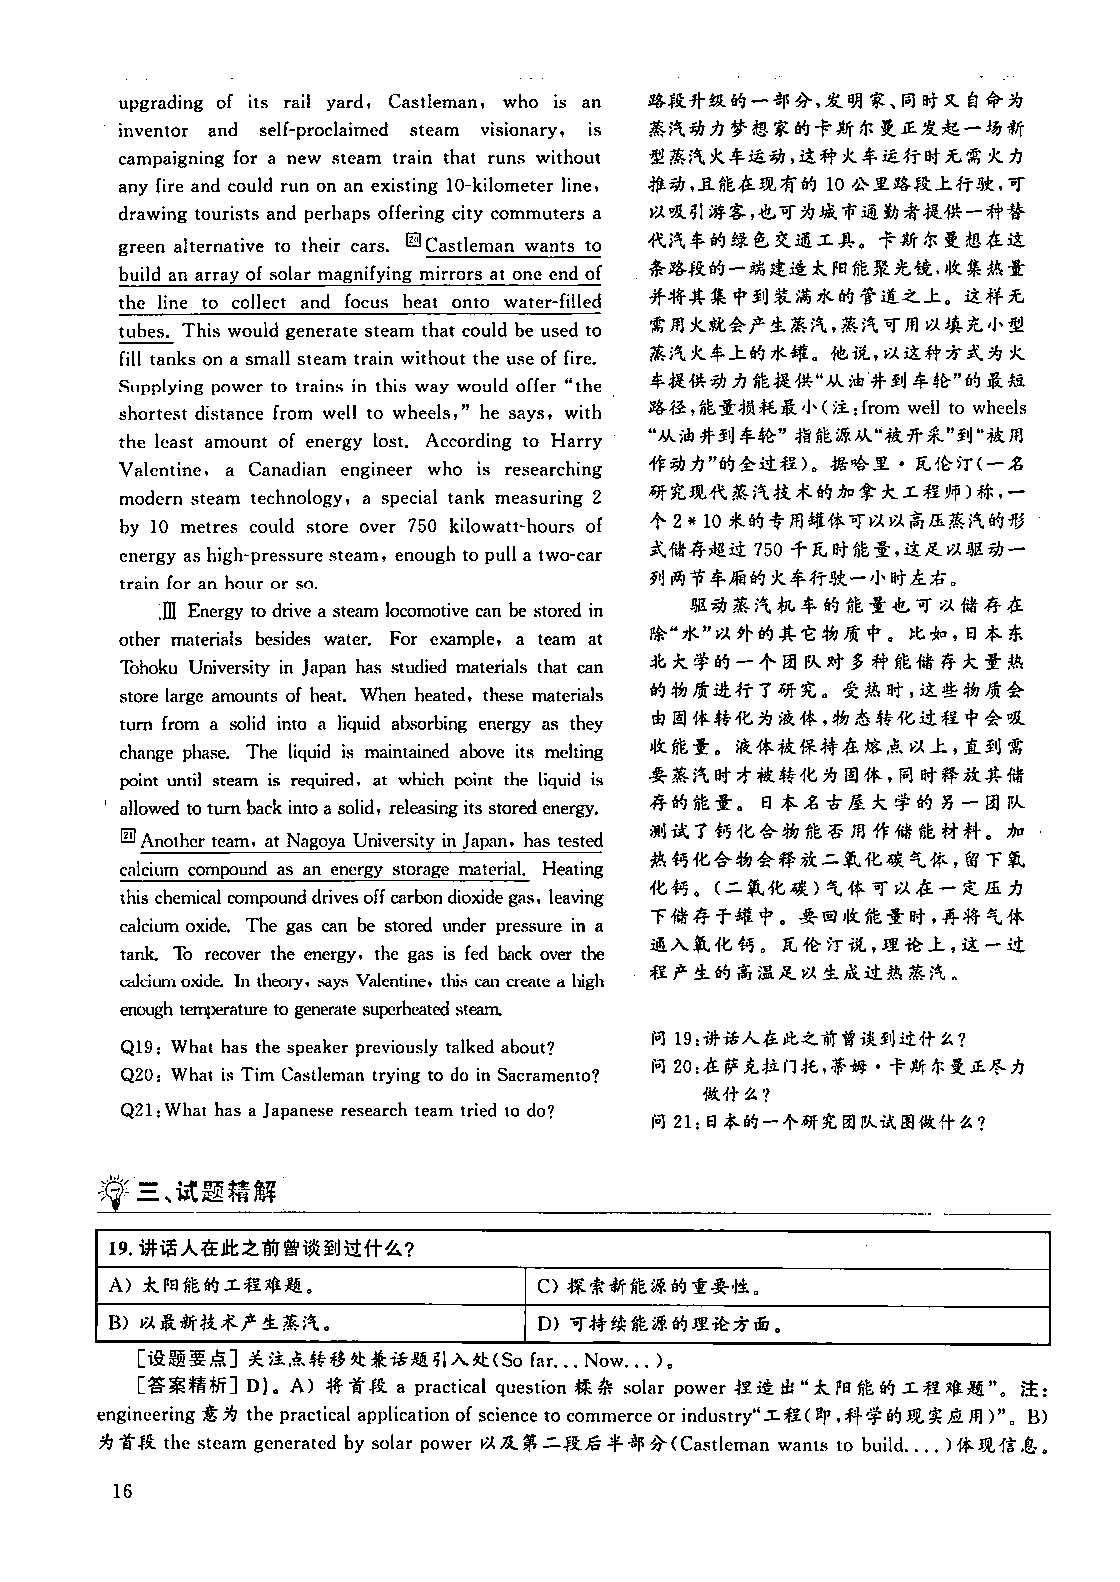 upgrading of its rail yard, Castleman, who is an
inventor and self-proclaimed steam visionary, is
campaigning for a new steam train that runs without
any fire and could run on an existing 10-kilometer line,
drawing tourists and perhaps offering city commuters a
green alternative to their cars. [20]Castleman wants to
build an array of solar magnifying mirrors at one end of
the line to collect and focus heat onto water-filled
tubes. This would generate steam that could be used to
fill tanks on a small steam train without the use of fire.
Supplying power to trains in this way would offer “the
shortest distance from well to wheels,” he says, with
the least amount of energy lost. According to Harry
Valentine, a Canadian engineer who is researching
modern steam technology, a special tank measuring 2
by 10 metres could store over 750 kilowatt-hours of
energy as high-pressure steam, enough to pull a two-car
train for an hour or so.
Ⅲ Energy to drive a steam locomotive can be stored in
other materials besides water. For example, a team at
Tohoku University in Japan has studied materials that can
store large amounts of heat. When heated, these materials
turn from a solid into a liquid absorbing energy as they
change phase. The liquid is maintained above its melting
point until steam is required, at which point the liquid is
allowed to turn back into a solid, releasing its stored energy.
[21]Another team, at Nagoya University in Japan, has tested
calcium compound as an energy storage material. Heating
this chemical compound drives off carbon dioxide gas, leaving
calcium oxide. The gas can be stored under pressure in a
tank. To recover the energy, the gas is fed back over the
calcium oxide. In theory, says Valentine, this can create a high
enough temperature to generate superheated steam.
Q19: What has the speaker previously talked about?
Q20: What is Tim Castleman trying to do in Sacramento?
Q21:What has a Japanese research team tried to do?
路段升级的一部分,发明家、同时又自命为
蒸汽动力梦想家的卡斯尔曼正发起一场新
型蒸汽火车运动,这种火车运行时无需火力
推动,且能在现有的 10 公里路段上行驶,可
以吸引游客,也可为城市通勤者提供一种替
代汽车的绿色交通工具。卡斯尔曼想在这
条路段的一端建造太阳能聚光镜,收集热量
并将其集中到装满水的管道之上。这样无
需用火就会产生蒸汽,蒸汽可用以填充小型
蒸汽火车上的水罐。他说,以这种方式为火
车提供动力能提供“从油井到车轮”的最短
路径,能量损耗最小(注:from well to wheels
“从油井到车轮” 指能源从“被开采”到“被用
作动力”的全过程)。据哈里·瓦伦汀(一名
研究现代蒸汽技术的加拿大工程师)称,一
个 2 * 10 米的专用罐体可以以高压蒸汽的形
式储存超过 750 千瓦时能量,这足以驱动一
列两节车厢的火车行驶一小时左右。
驱动蒸汽机车的能量也可以储存在
除“水”以外的其它物质中。比如,日本东
北大学的一个团队对多种能储存大量热
的物质进行了研究。受热时,这些物质会
由固体转化为液体,物态转化过程中会吸
收能量。液体被保持在熔点以上,直到需
要蒸汽时才被转化为固体,同时释放其储
存的能量。日本名古屋大学的另一团队
测试了钙化合物能否用作储能材料。加
热钙化合物会释放二氧化碳气体,留下氧
化钙。(二氧化碳)气体可以在一定压力
下储存于罐中。要回收能量时,再将气体
通入氧化钙。瓦伦汀说,理论上,这一过
程产生的高温足以生成过热蒸汽。
问 19:讲话人在此之前曾谈到过什么?
问 20:在萨克拉门托,蒂姆·卡斯尔曼正尽力
做什么?
问 21:日本的一个研究团队试图做什么?
三、试题精解
19. 讲话人在此之前曾谈到过什么?
A) 太阳能的工程难题。 C) 探索新能源的重要性。
B) 以最新技术产生蒸汽。 D) 可持续能源的理论方面。
[设题要点] 关注点转移处兼话题引入处(So far... Now...)。
[答案精析] D)。A) 将首段 a practical question 糅杂 solar power 捏造出“太阳能的工程难题”。注:
engineering 意为 the practical application of science to commerce or industry“工程(即,科学的现实应用)”。B)
为首段 the steam generated by solar power 以及第二段后半部分(Castleman wants to build....)体现信息。
16